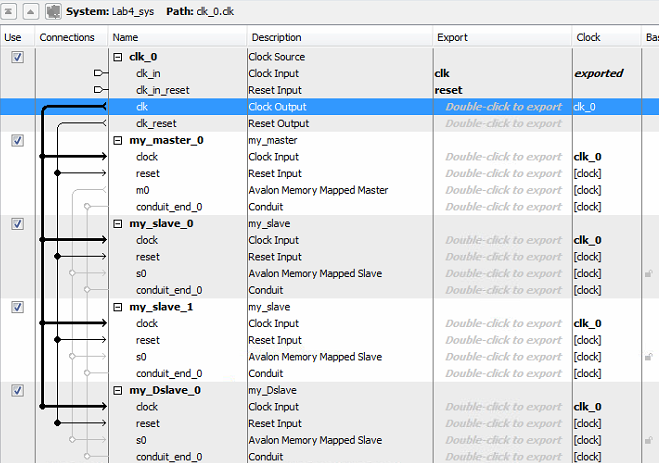 System: Lab4_sys Path: clk_0.clk
Use Connections Name Description Export Clock Bas
clk_0 Clock Source
clk_in Clock Input clk exported
clk_in_reset Reset Input reset
clk Clock Output Double-click to export clk_0
clk_reset Reset Output Double-click to export
my_master_0 my_master
clock Clock Input Double-click to export clk_0
reset Reset Input Double-click to export [clock]
m0 Avalon Memory Mapped Master Double-click to export [clock]
conduit_end_0 Conduit Double-click to export [clock]
my_slave_0 my_slave
clock Clock Input Double-click to export clk_0
reset Reset Input Double-click to export [clock]
s0 Avalon Memory Mapped Slave Double-click to export [clock]
conduit_end_0 Conduit Double-click to export [clock]
my_slave_1 my_slave
clock Clock Input Double-click to export clk_0
reset Reset Input Double-click to export [clock]
s0 Avalon Memory Mapped Slave Double-click to export [clock]
conduit_end_0 Conduit Double-click to export [clock]
my_Dslave_0 my_Dslave
clock Clock Input Double-click to export clk_0
reset Reset Input Double-click to export [clock]
s0 Avalon Memory Mapped Slave Double-click to export [clock]
conduit_end_0 Conduit Double-click to export [clock]